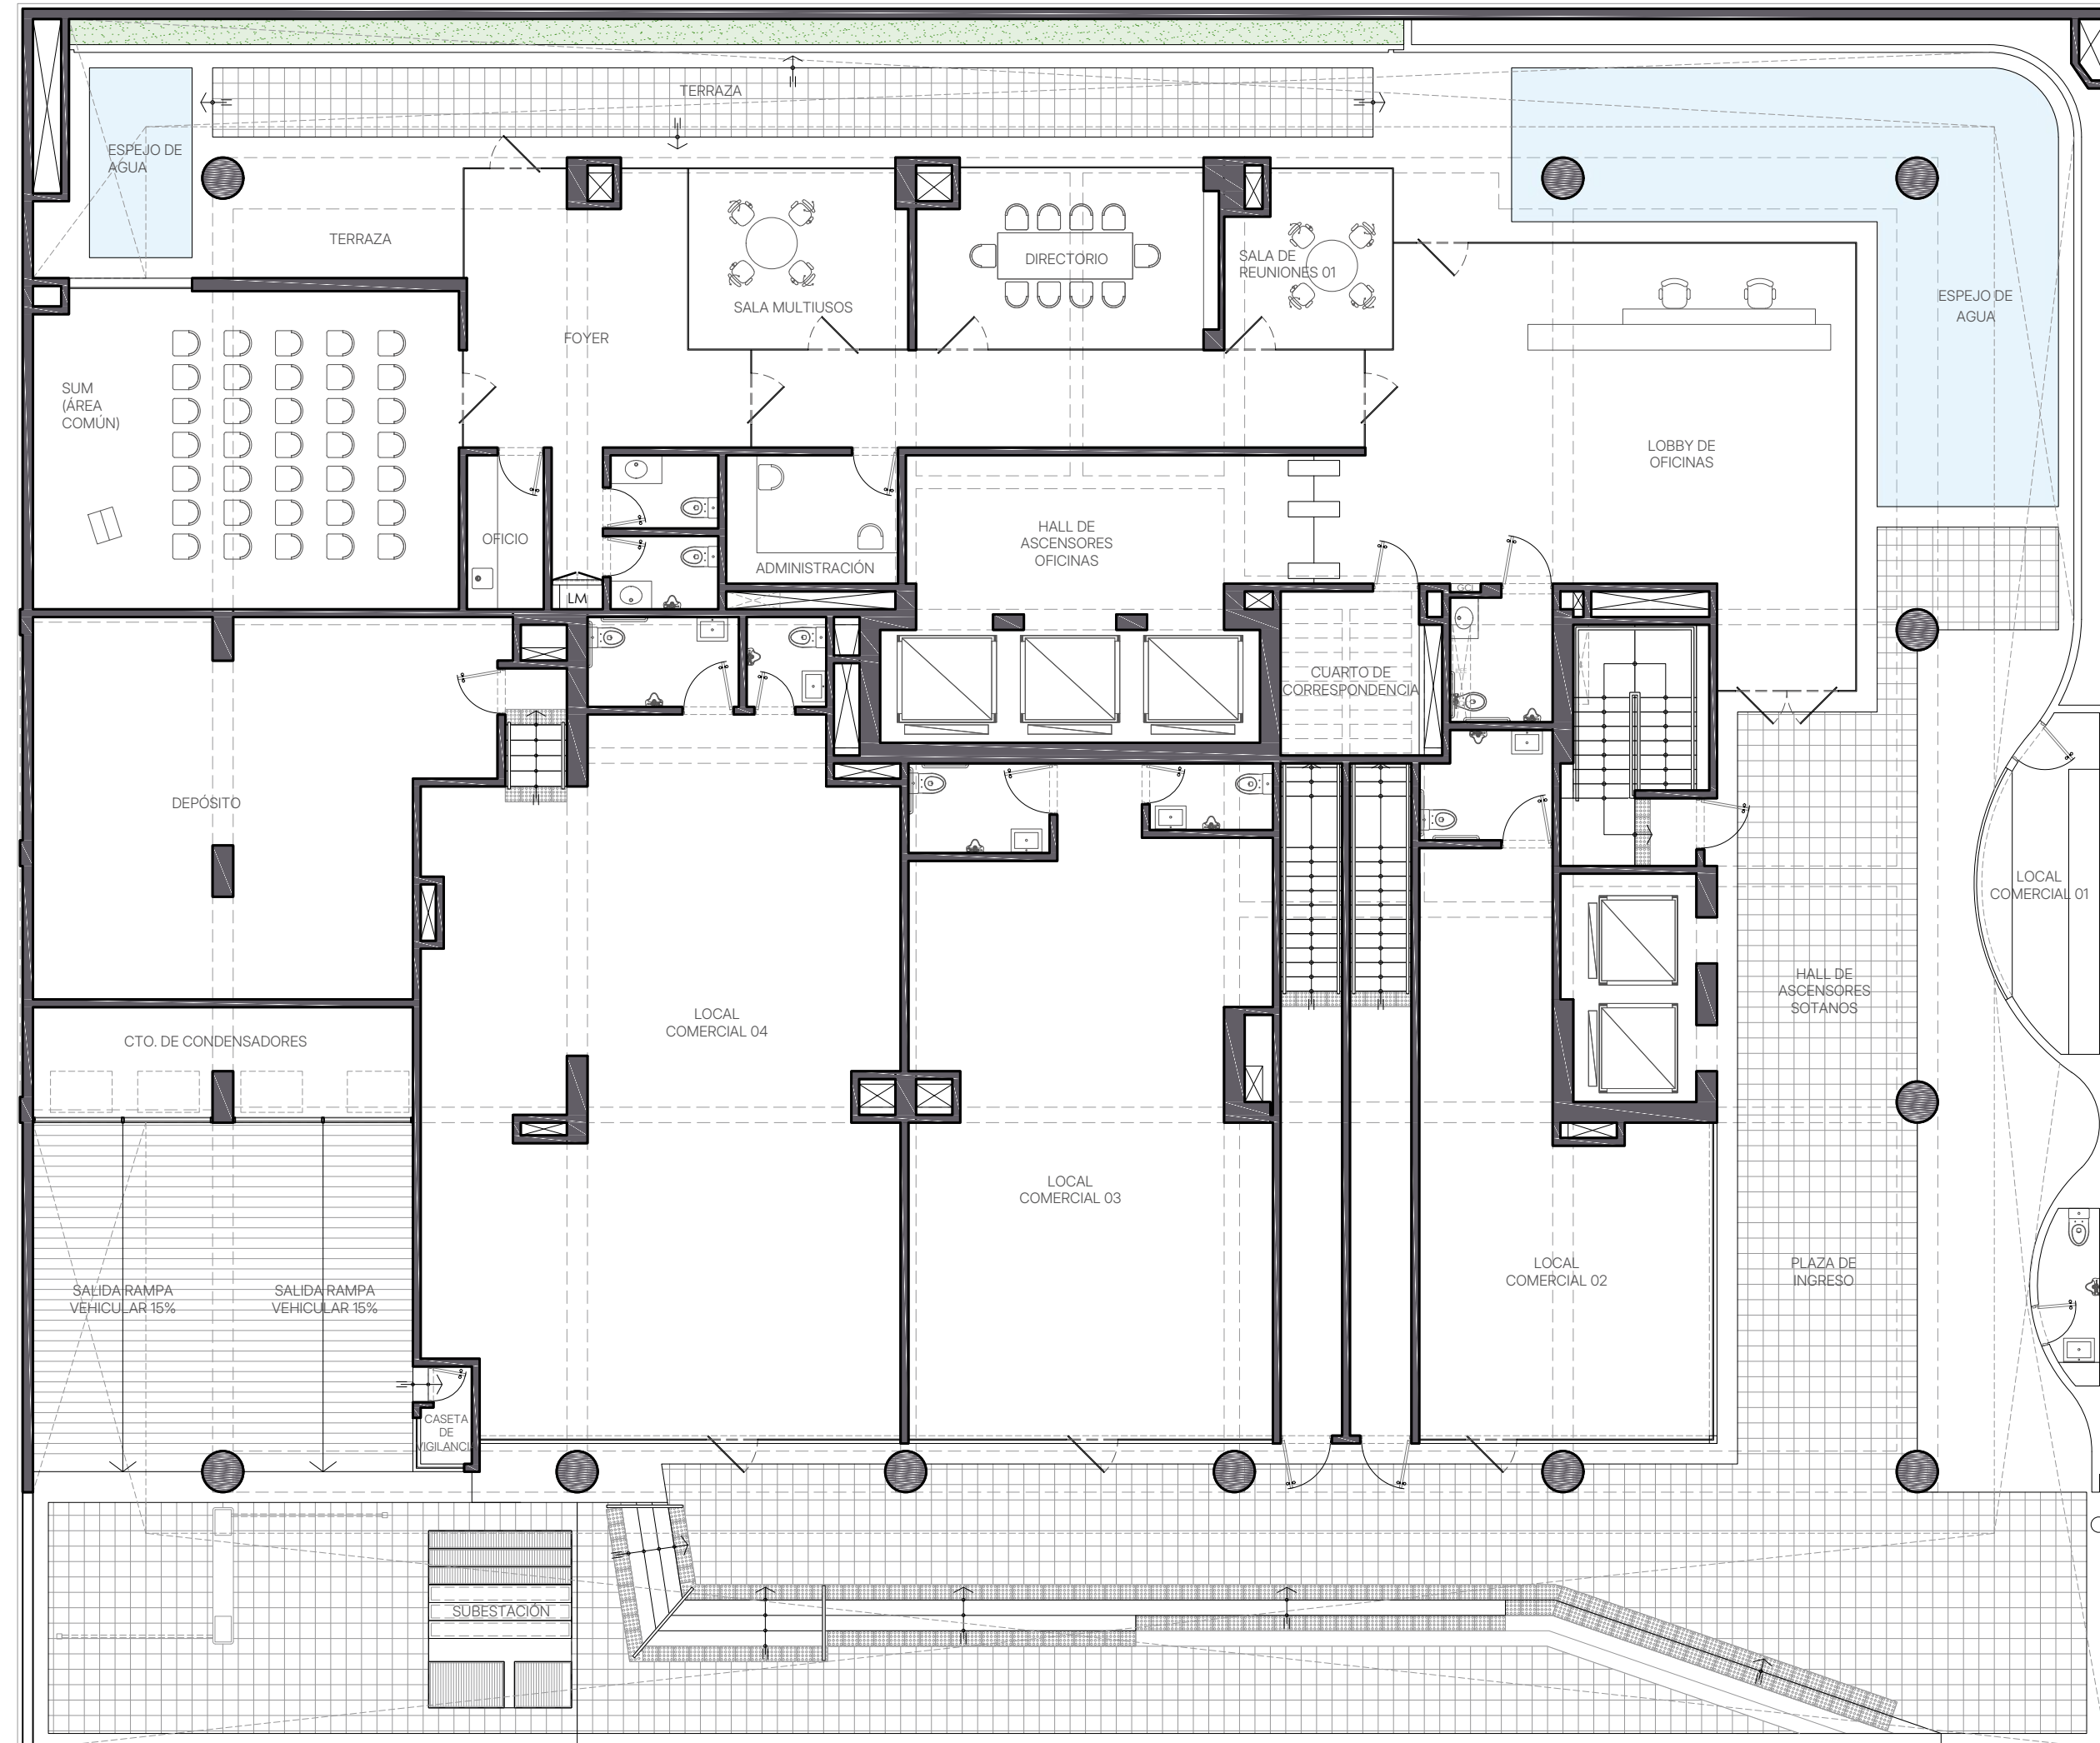 TERRAZA
ESPEJO DE
AGUA
TERRAZA
DIRECTORIO
SALA DE
REUNIONES 01
SALA MULTIUSOS
ESPEJO DE
AGUA
FOYER
SUM
(ÁREA
COMÚN)
LOBBY DE
OFICINAS
OFICIO
HALL DE
ASCENSORES
OFICINAS
ADMINISTRACIÓN
LM
GCI
CUARTO DE
CORRESPONDENCIA
DEPÓSITO
LOCAL
COMERCIAL 01
HALL DE
ASCENSORES
SOTANOS
LOCAL
COMERCIAL 04
CTO. DE CONDENSADORES
LOCAL
COMERCIAL 03
LOCAL
COMERCIAL 02
PLAZA DE
INGRESO
SALIDA RAMPA
VEHICULAR 15%
SALIDA RAMPA
VEHICULAR 15%
CASETA
DE
VIGILANCIA
SUBESTACIÓN